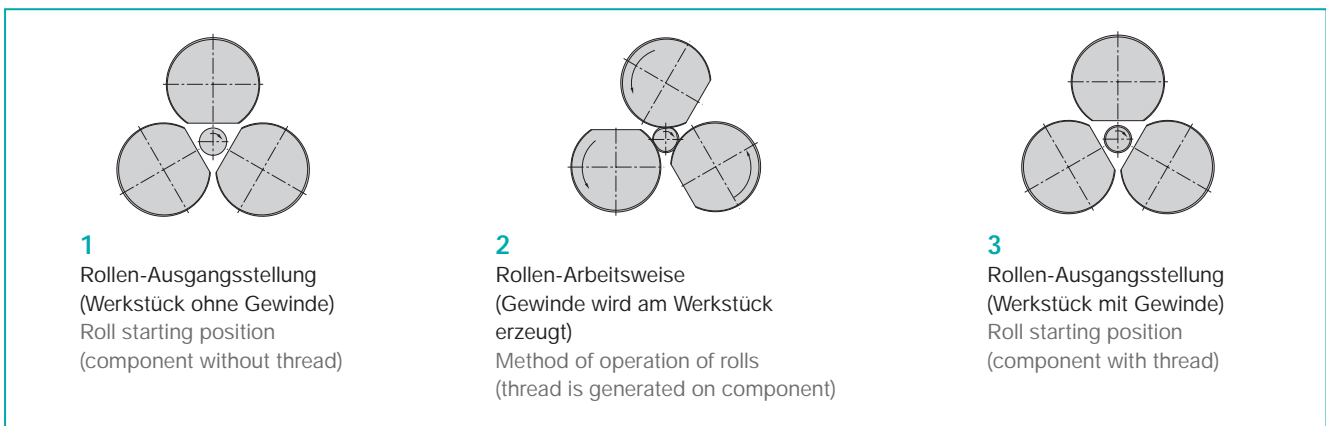 1
Rollen-Ausgangsstellung
(Werkstück ohne Gewinde)
Roll starting position
(component without thread)
2
Rollen-Arbeitsweise
(Gewinde wird am Werkstück
erzeugt)
Method of operation of rolls
(thread is generated on component)
3
Rollen-Ausgangsstellung
(Werkstück mit Gewinde)
Roll starting position
(component with thread)